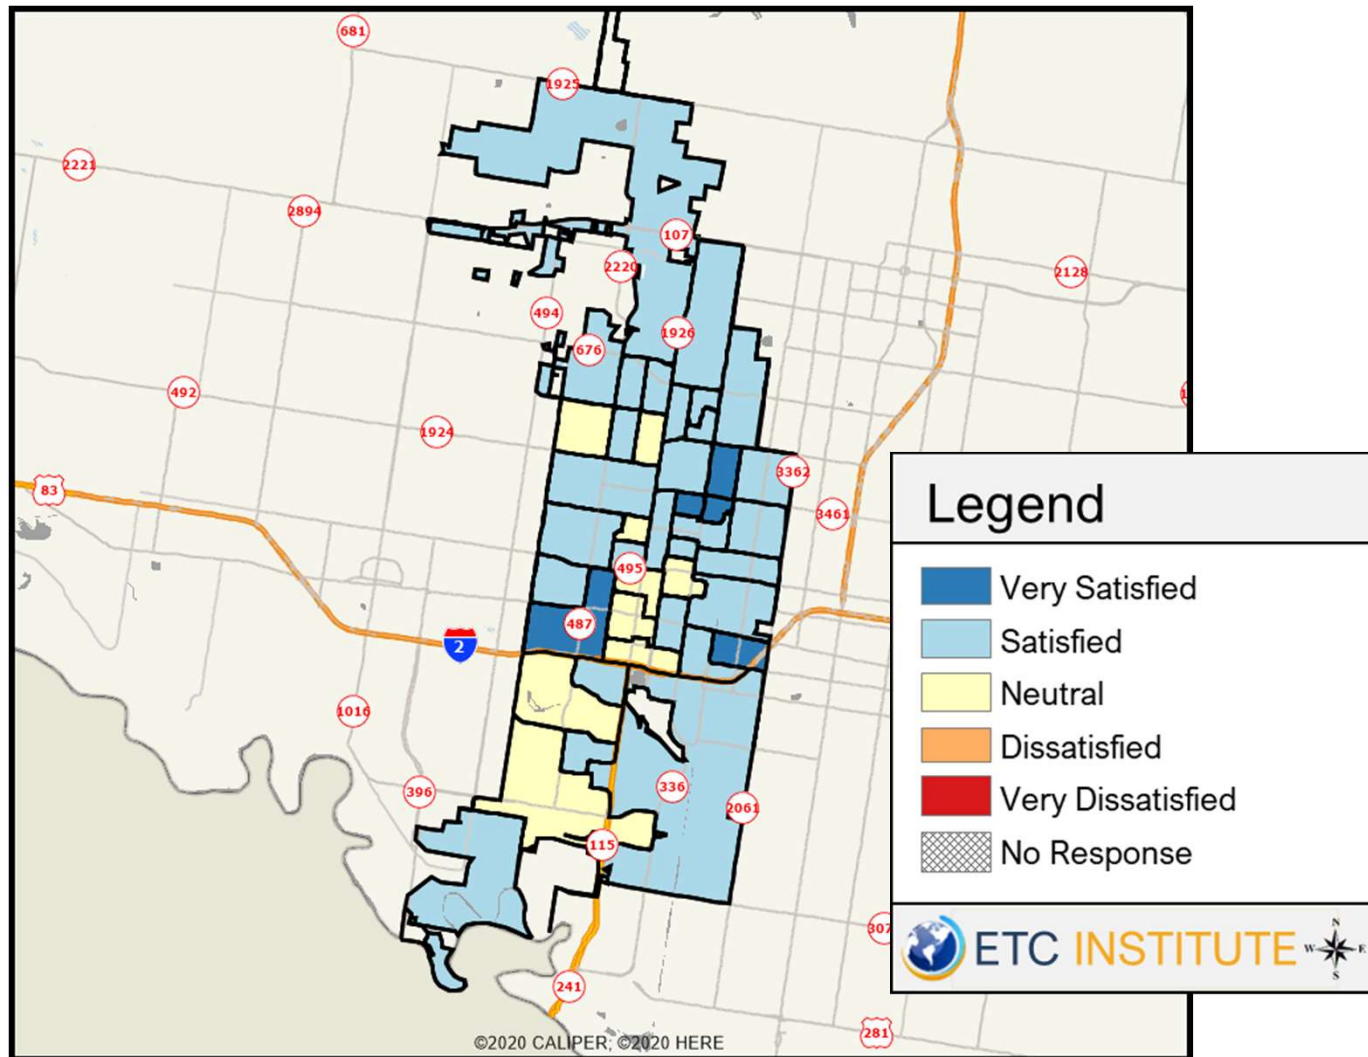 681
1925
2221
2894
107
2220
2128
494
1926
676
492
1924
3362
83
3461
495
487
2
1016
396
336
2061
115
307
241
281
©2020 CALIPER; ©2020 HERE
Legend
Very Satisfied
Satisfied
Neutral
Dissatisfied
Very Dissatisfied
No Response
ETC INSTITUTE
N
W E
S